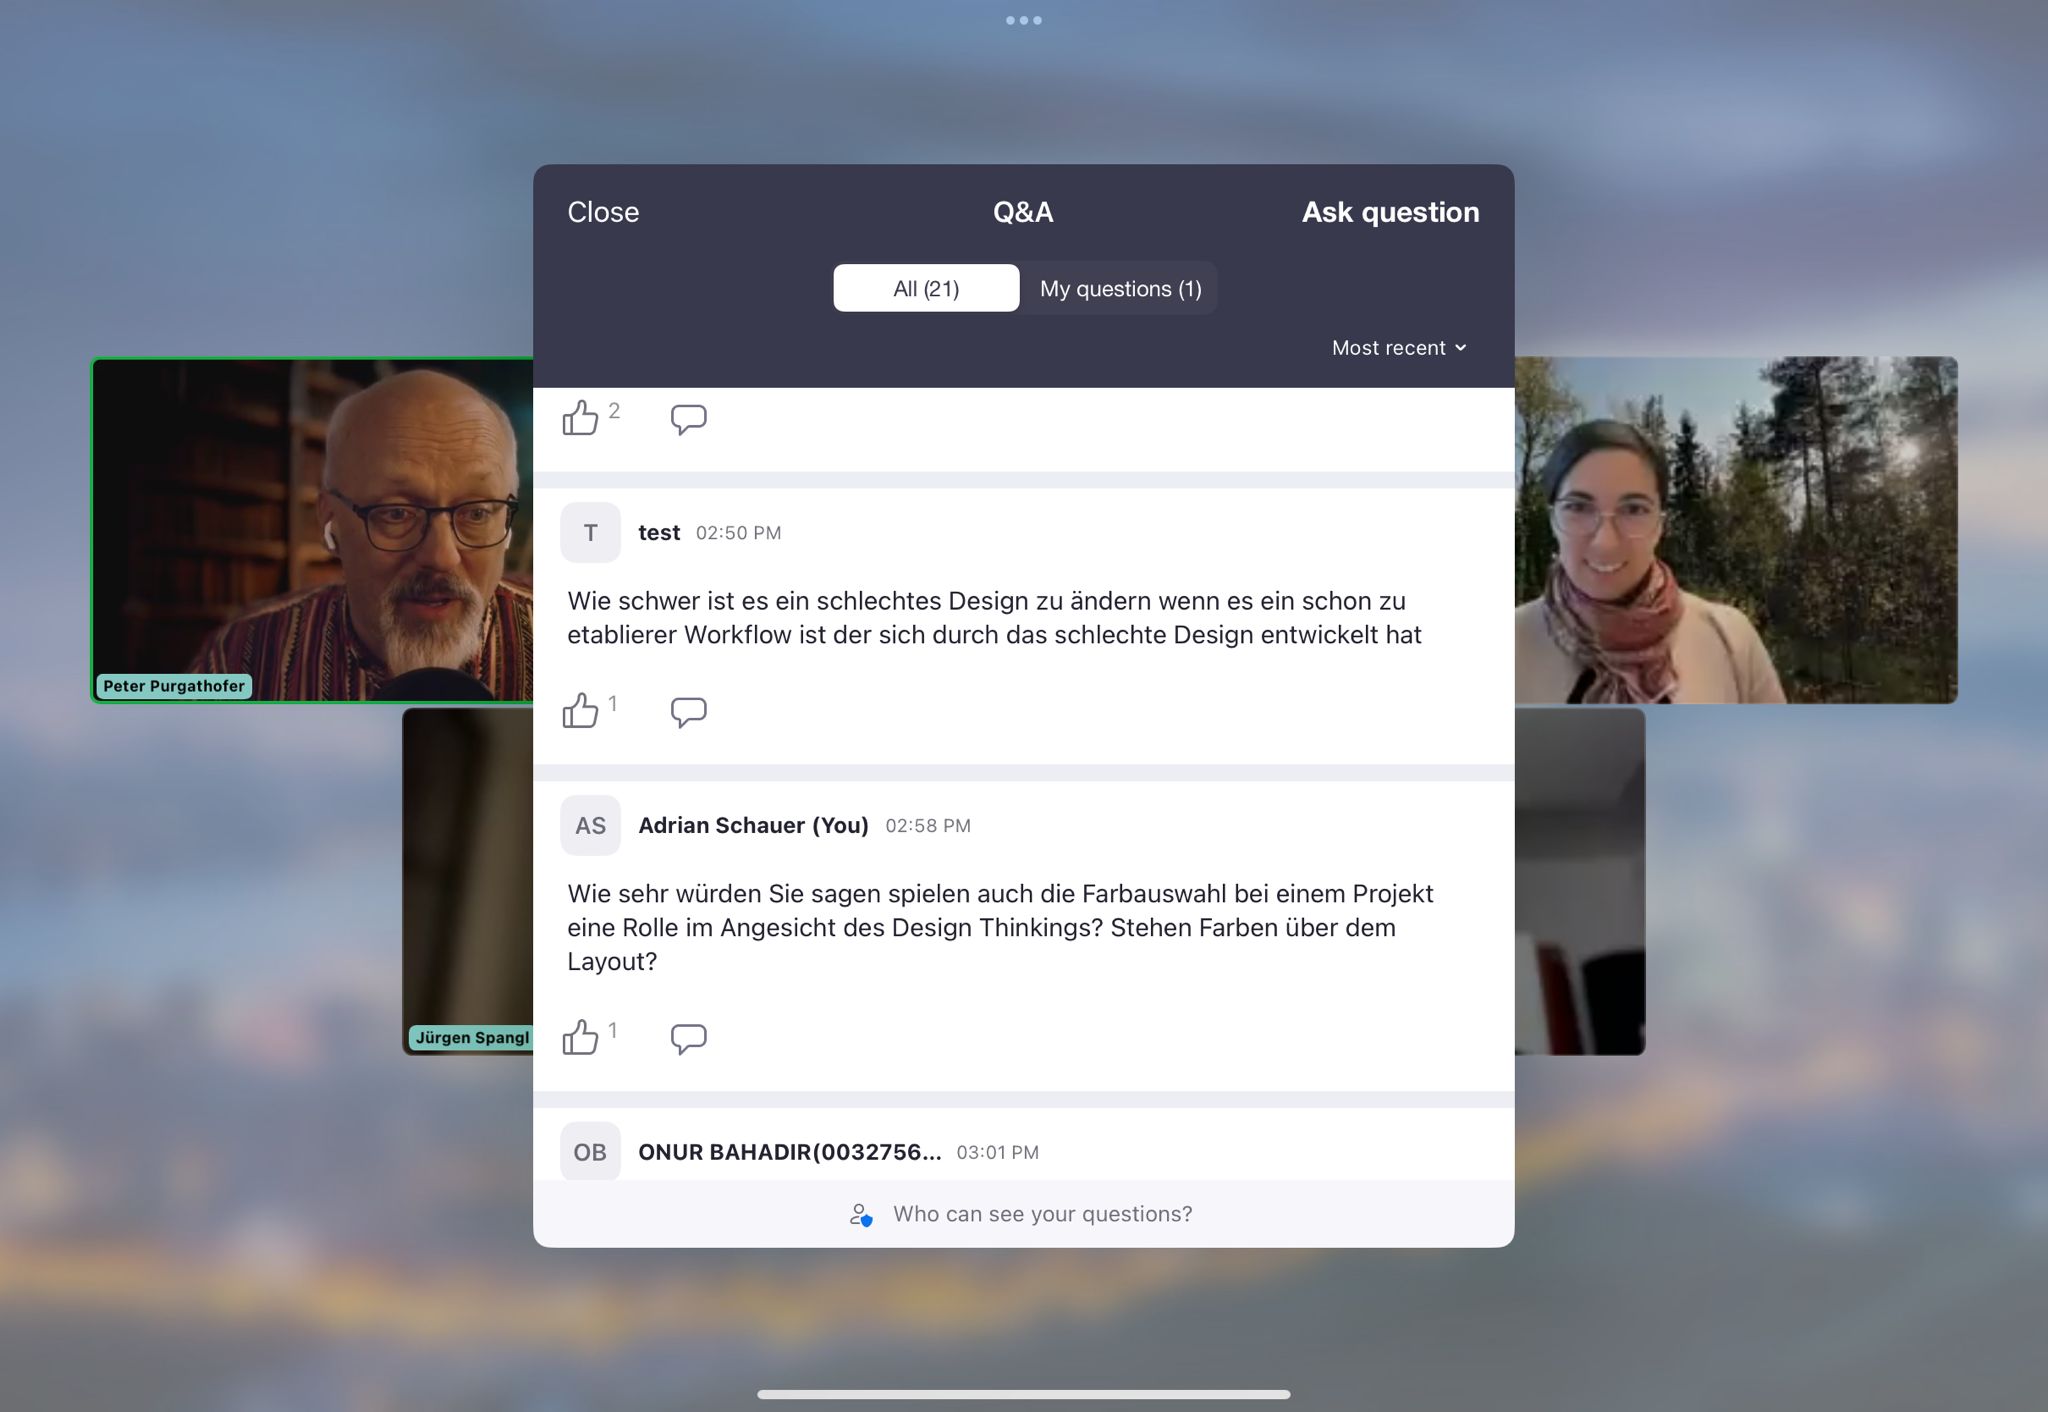 Close
Q&A
Ask question
All (21)
My questions (1)
Most recent
2
T
test 02:50 PM
Wie schwer ist es ein schlechtes Design zu ändern wenn es ein schon zu
etablierer Workflow ist der sich durch das schlechte Design entwickelt hat
1
AS
Adrian Schauer (You) 02:58 PM
Wie sehr würden Sie sagen spielen auch die Farbauswahl bei einem Projekt
eine Rolle im Angesicht des Design Thinkings? Stehen Farben über dem
Layout?
1
OB
ONUR BAHADIR(0032756... 03:01 PM
Who can see your questions?
Peter Purgathofer
Jürgen Spangl